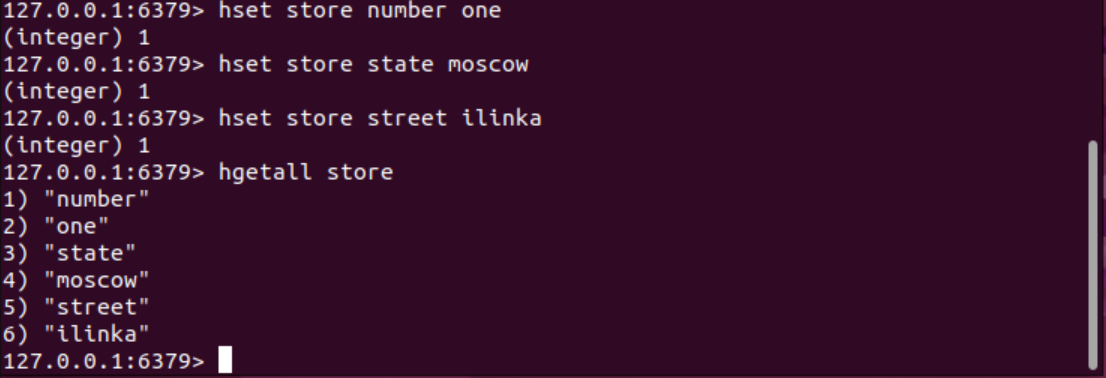 127.0.0.1:6379> hset store number one
(integer) 1
127.0.0.1:6379> hset store state moscow
(integer) 1
127.0.0.1:6379> hset store street ilinka
(integer) 1
127.0.0.1:6379> hgetall store
1) "number"
2) "one"
3) "state"
4) "moscow"
5) "street"
6) "ilinka"
127.0.0.1:6379>